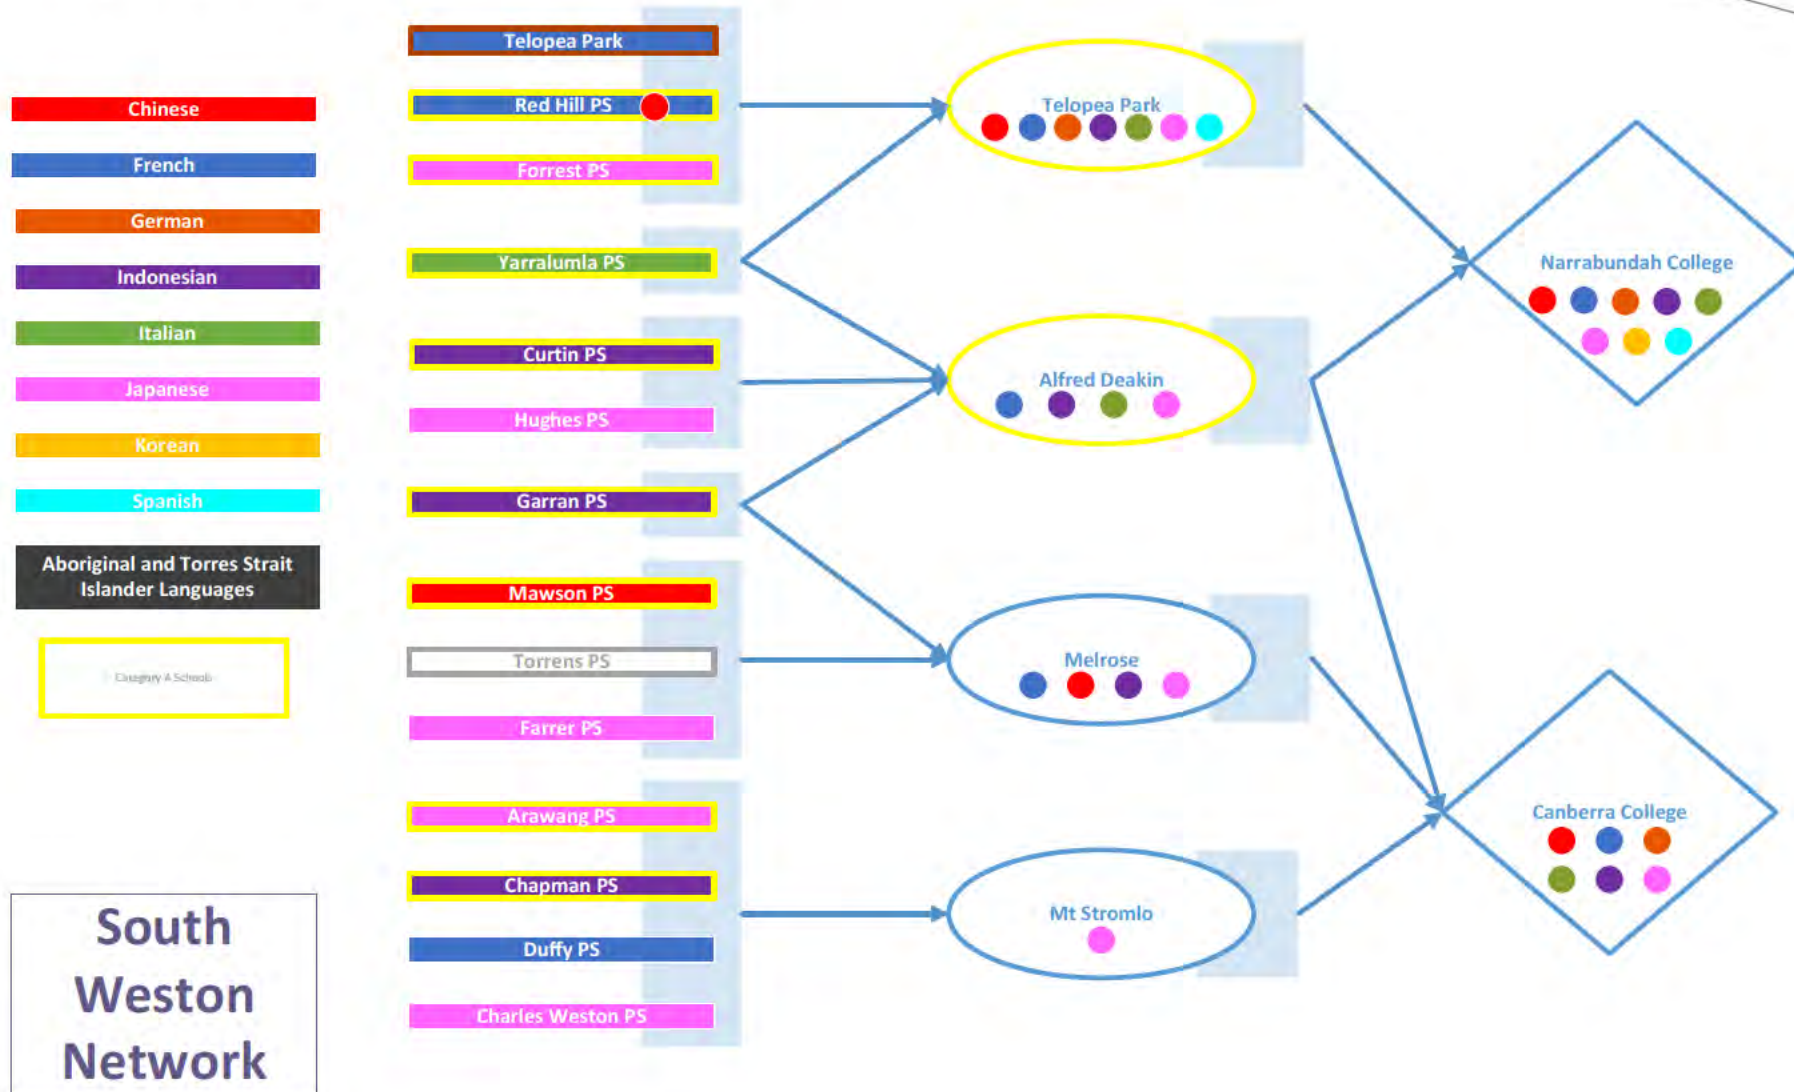 Chinese
French
German
Indonesian
Italian
Japanese
Korean
Spanish
Aboriginal and Torres Strait
Islander Languages
Category A Schools
South
Weston
Network
Telopea Park
Red Hill PS
Forrest PS
Yarralumla PS
Curtin PS
Hughes PS
Garran PS
Mawson PS
Torrens PS
Farrer PS
Arawang PS
Chapman PS
Duffy PS
Charles Weston PS
Telopea Park
Alfred Deakin
Melrose
Mt Stromlo
Narrabundah College
Canberra College